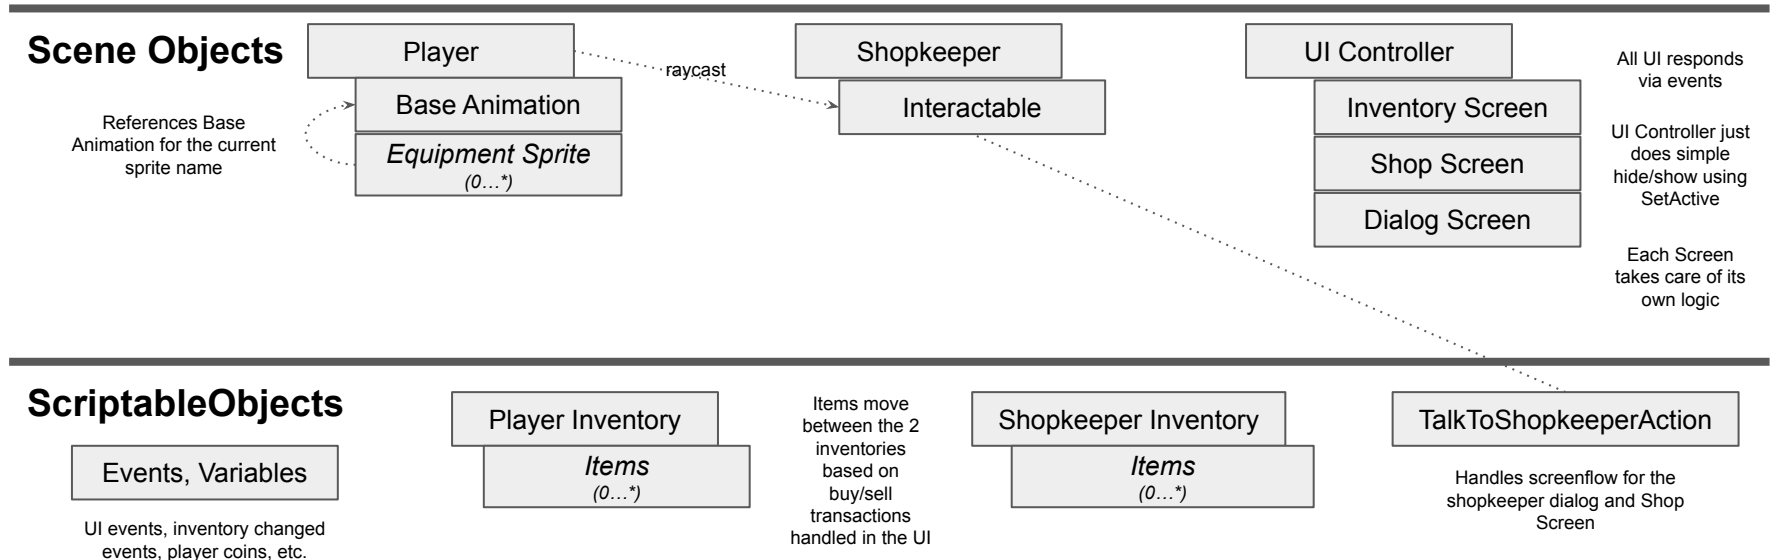 Scene Objects
Player
Base Animation
Equipment Sprite
(0…*)
References Base
Animation for the current
sprite name
raycast
Shopkeeper
Interactable
UI Controller
Inventory Screen
Shop Screen
Dialog Screen
All UI responds
via events
UI Controller just
does simple
hide/show using
SetActive
Each Screen
takes care of its
own logic
ScriptableObjects
Events, Variables
UI events, inventory changed
events, player coins, etc.
Player Inventory
Items
(0…*)
Items move
between the 2
inventories
based on
buy/sell
transactions
handled in the UI
Shopkeeper Inventory
Items
(0…*)
TalkToShopkeeperAction
Handles screenflow for the
shopkeeper dialog and Shop
Screen